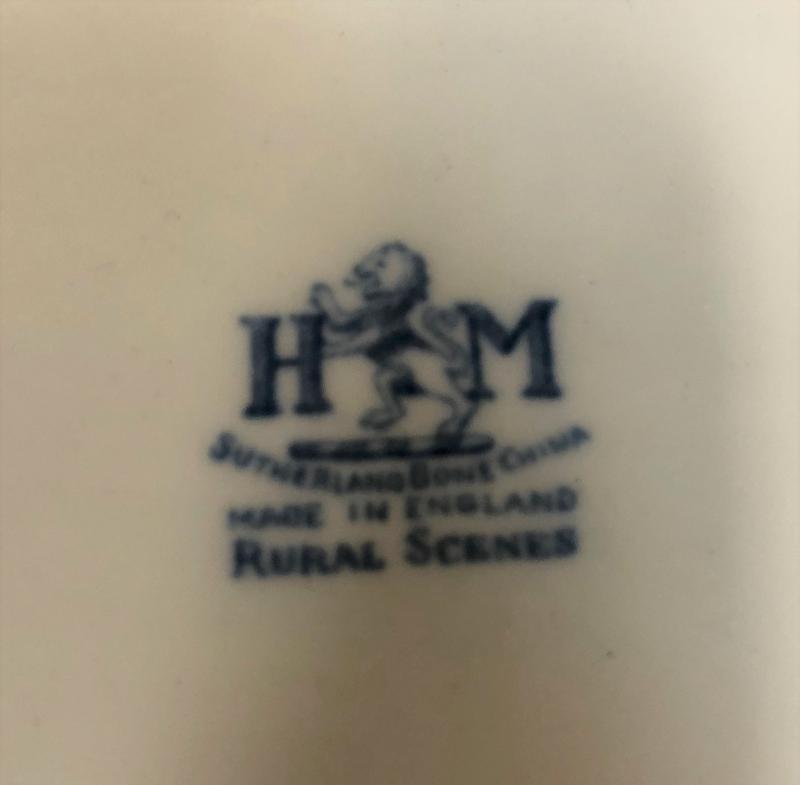 H M
SUTHERLAND BONE CHINA
MADE IN ENGLAND
RURAL SCENES